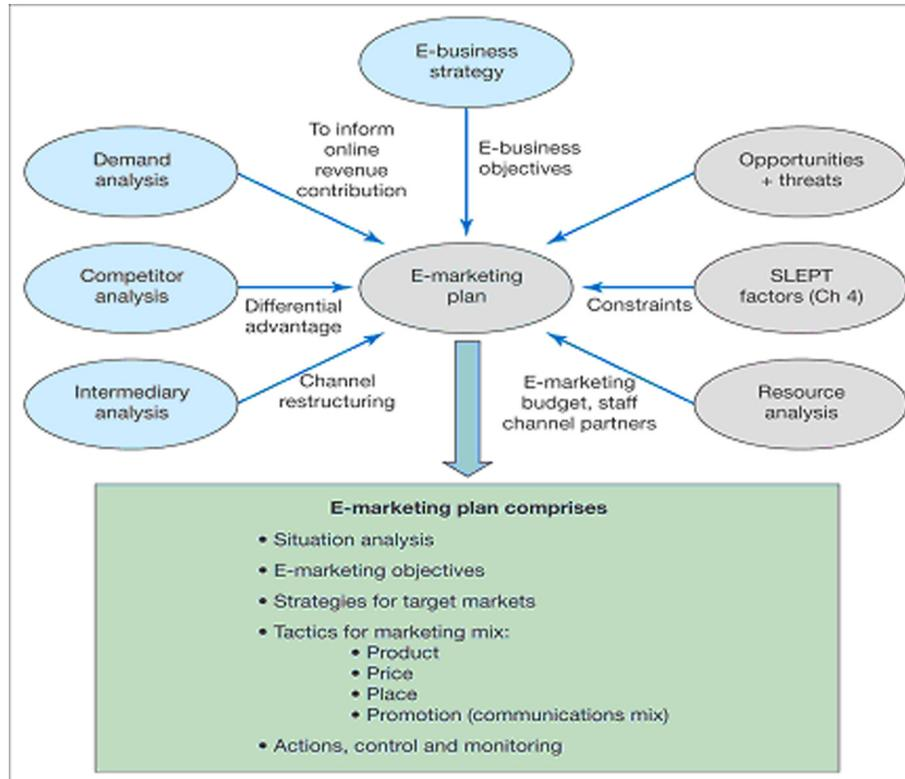 E-business
strategy
To inform
online
revenue
contribution
E-business
objectives
Demand
analysis
Opportunities
+ threats
Competitor
analysis
Differential
advantage
E-marketing
plan
Constraints
SLEPT
factors (Ch 4)
Intermediary
analysis
Channel
restructuring
E-marketing
budget, staff
channel partners
Resource
analysis
E-marketing plan comprises
• Situation analysis
• E-marketing objectives
• Strategies for target markets
• Tactics for marketing mix:
• Product
• Price
• Place
• Promotion (communications mix)
• Actions, control and monitoring